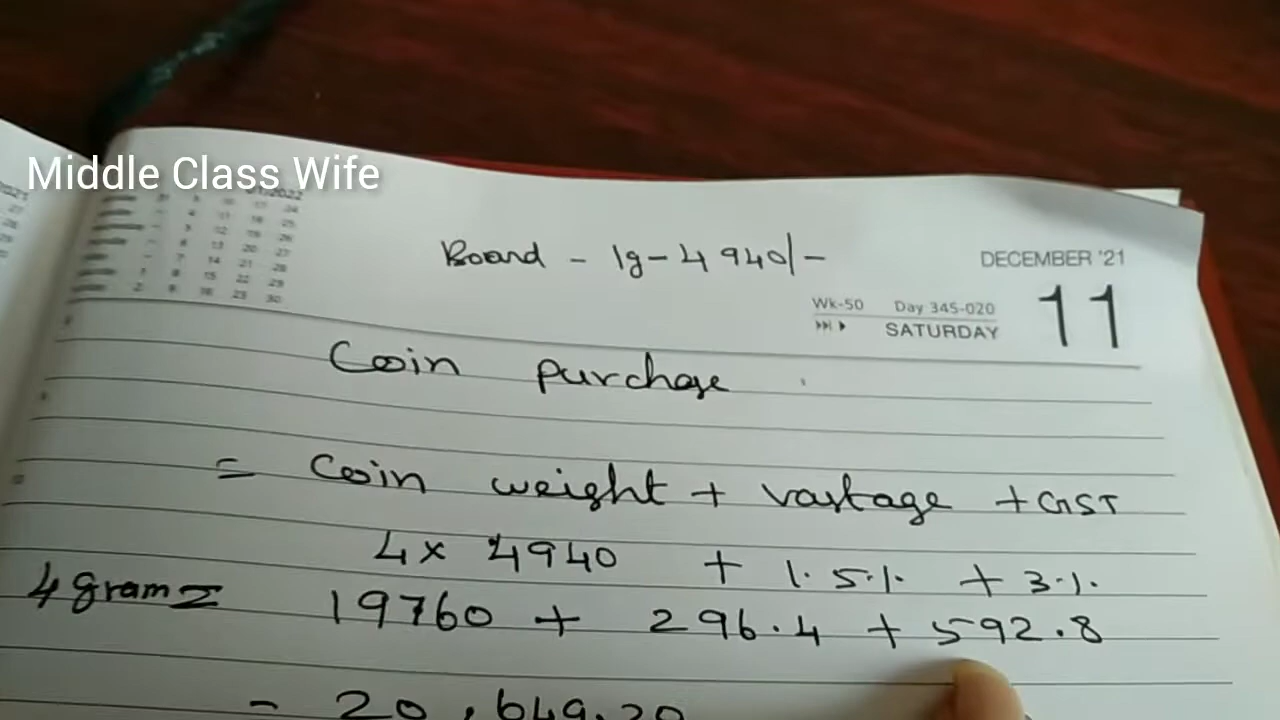 Middle Class Wife
Board - 1g - 4940/-
DECEMBER '21
Wk-50 Day 345-020
SATURDAY
11
Coin purchase
= Coin weight + vastage + GST
4 x 4940 + 1.5% + 3%
4 gram = 19760 + 296.4 + 592.8
= 20,649.20